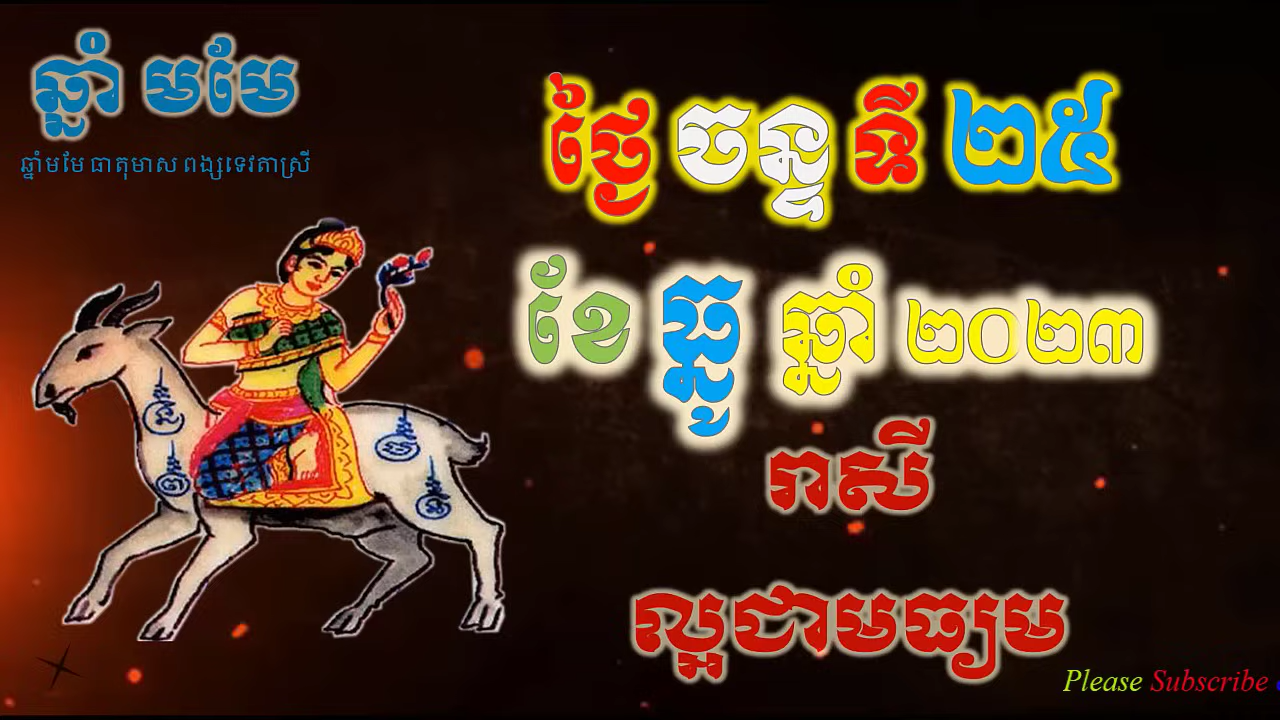 ឆ្នាំ មមែ
ឆ្នាំមមែ ធាតុមាស ពង្សទេវតាស្រី
ថ្ងៃ ចន្ទ ទី ២៥
ខែ ធ្នូ ឆ្នាំ ២០២៣
រាសី
ល្អជាមធ្យម
Please Subscribe